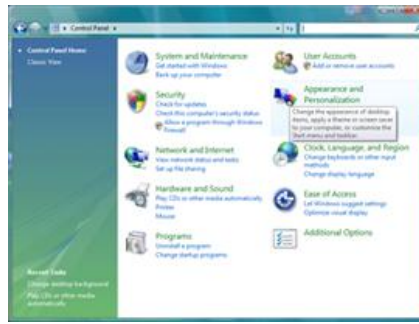 Control Panel
Control Panel Home
Classic View
System and Maintenance
Get started with Windows
Back up your computer
Security
Check for updates
Check this computer's security status
Allow a program through Windows
Firewall
Network and Internet
View network status and tasks
Set up file sharing
Hardware and Sound
Play CDs or other media automatically
Printer
Mouse
Programs
Uninstall a program
Change startup programs
User Accounts
Add or remove user accounts
Appearance and
Personalization
Change the appearance of desktop
items, apply a theme or screen saver
to your computer, or customize the
Start menu and taskbar.
Clock, Language, and Region
Change keyboards or other input
methods
Change display language
Ease of Access
Let Windows suggest settings
Optimize visual display
Additional Options
Recent Tasks
Change desktop background
Play CDs or other media
automatically